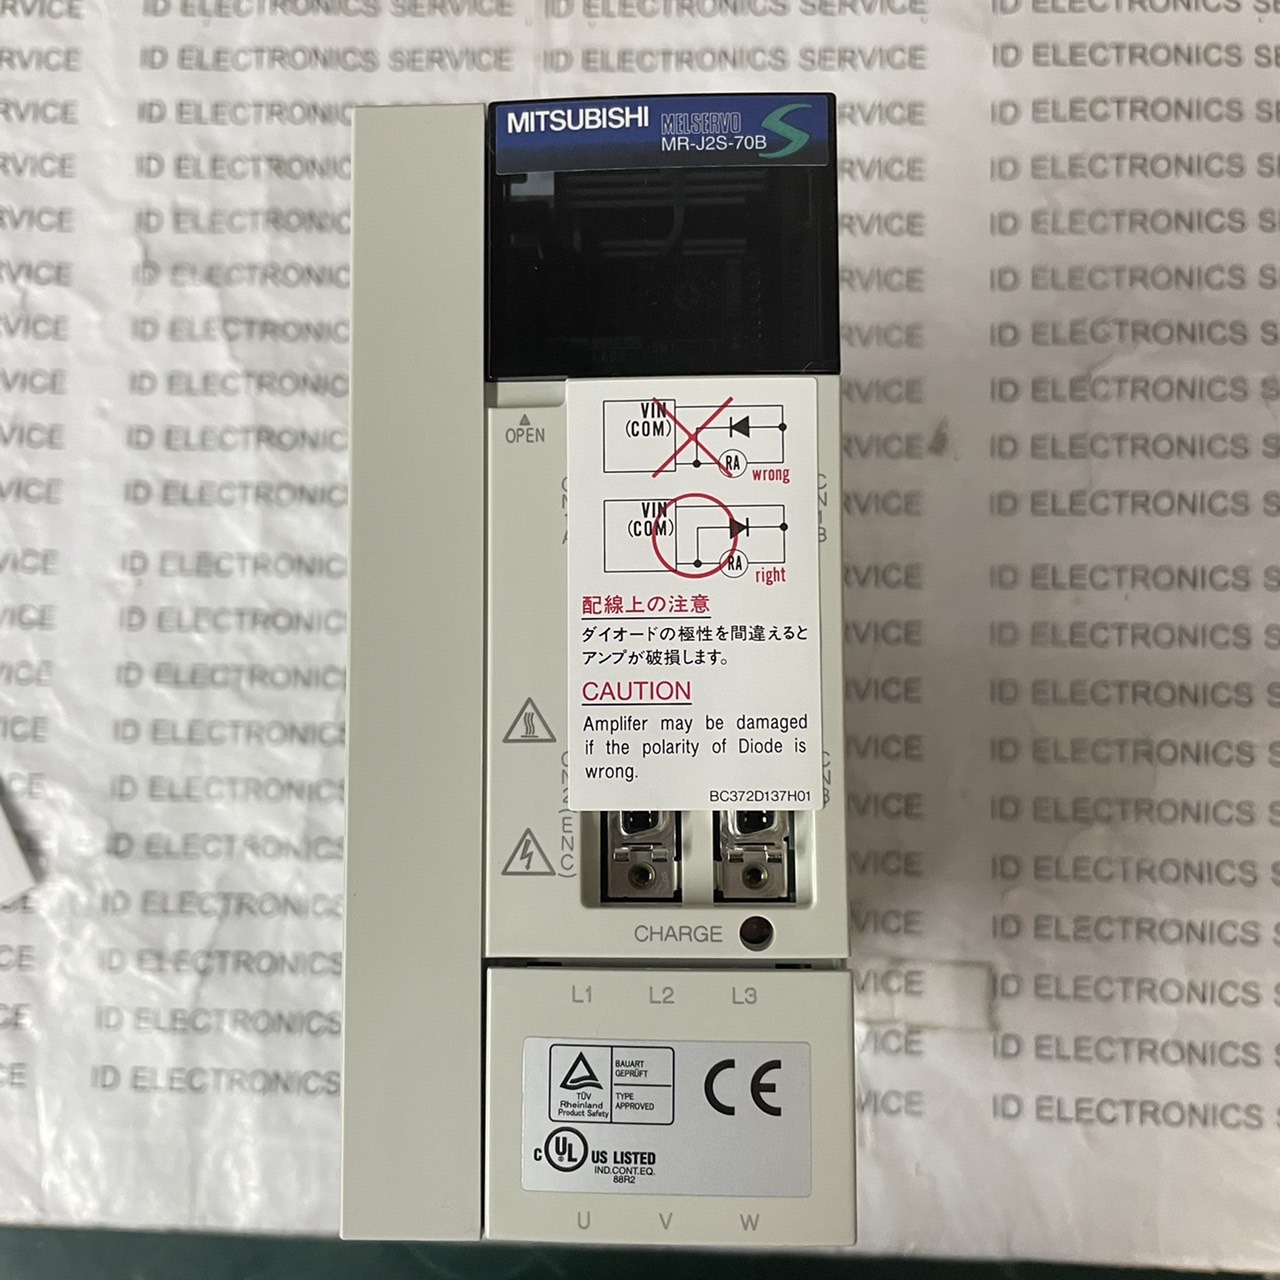 MITSUBISHI MELSERVO
MR-J2S-70B
OPEN
VIN
(COM)
RA
wrong
VIN
(COM)
RA
right
配線上の注意
ダイオードの極性を間違えると
アンプが破損します。
CAUTION
Amplifer may be damaged
if the polarity of Diode is
wrong.
BC372D137H01
CN2(ENC)
CHARGE
L1 L2 L3
TÜV
Rheinland
Product Safety
BAUART
GEPRÜFT
TYPE
APPROVED
CE
C UL US LISTED
IND.CONT.EQ.
88R2
U V W
ID ELECTRONICS SERVICE